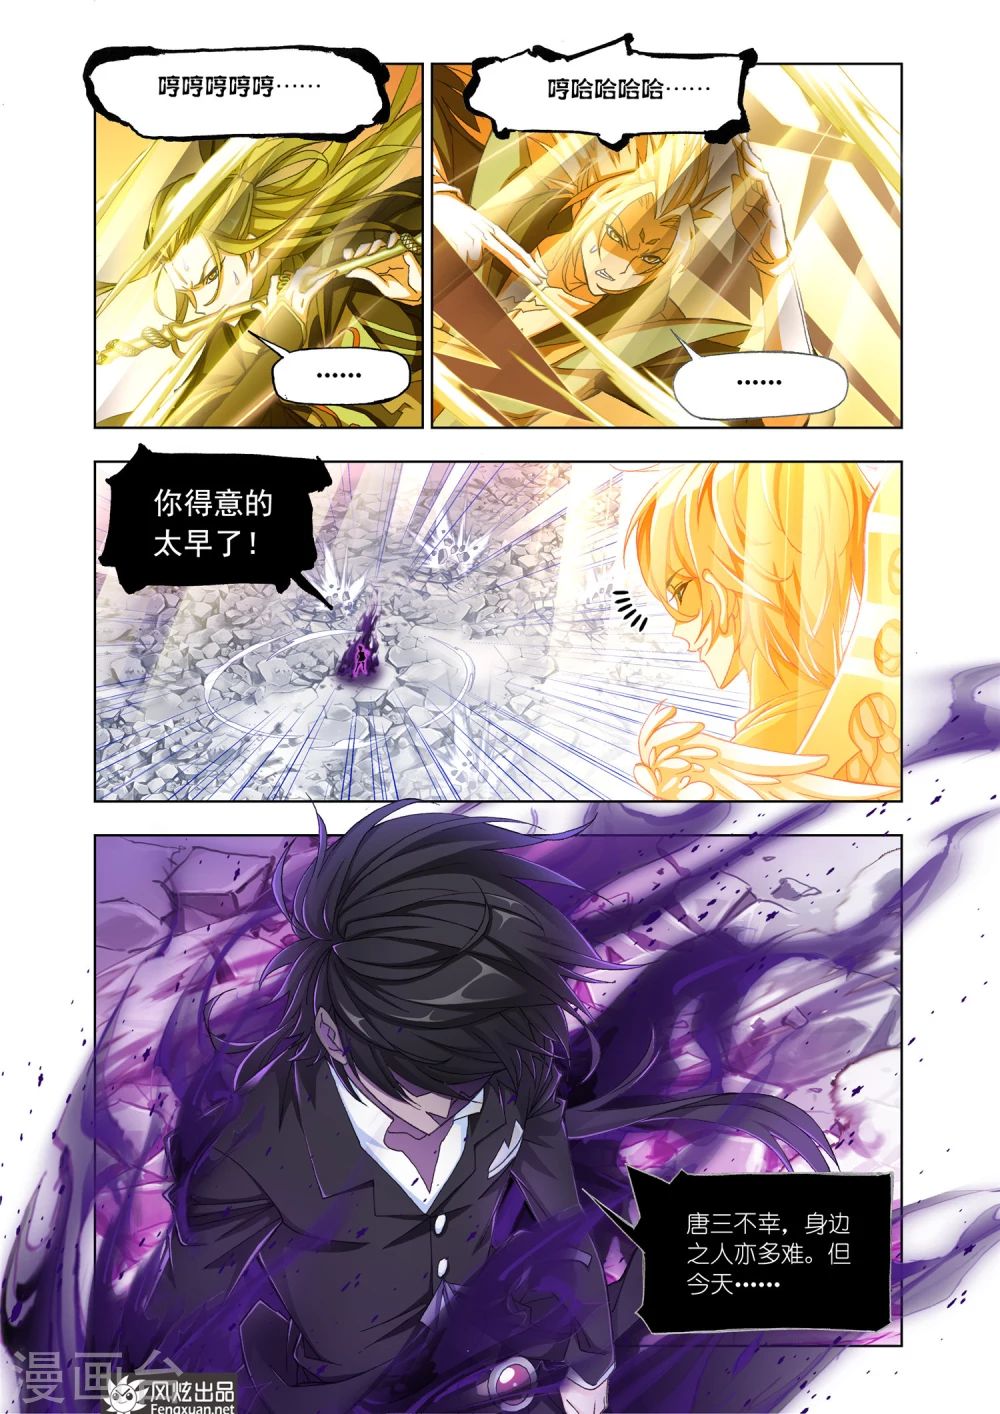 哼哼哼哼哼……
哼哈哈哈哈……
……
……
你得意的
太早了！
唐三不幸，身边
之人亦多难。但
今天……
漫画台
风炫出品
Fengxuan.net